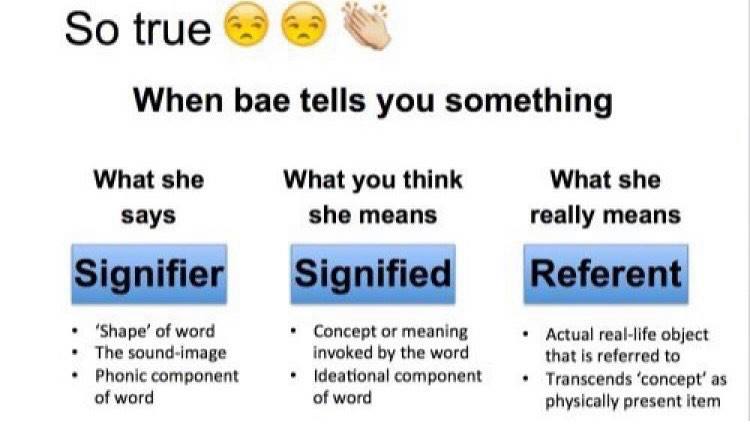 So true 😒 😒 👏
When bae tells you something
What she
says
Signifier
• ‘Shape’ of word
• The sound-image
• Phonic component
of word
What you think
she means
Signified
• Concept or meaning
invoked by the word
• Ideational component
of word
What she
really means
Referent
• Actual real-life object
that is referred to
• Transcends ‘concept’ as
physically present item